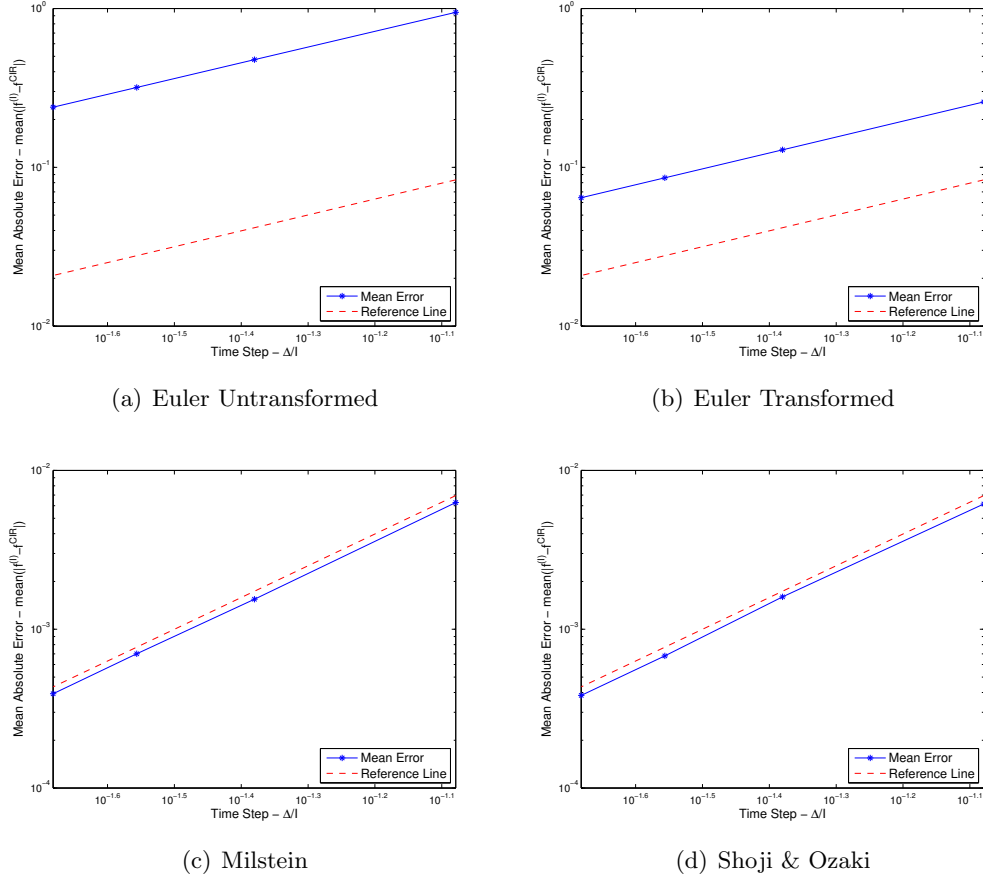 10⁰
10⁻¹
10⁻²
Mean Absolute Error − mean(|f⁽ᴵ⁾−fᶜᴵᴿ|)
10⁻¹·⁶ 10⁻¹·⁵ 10⁻¹·⁴ 10⁻¹·³ 10⁻¹·² 10⁻¹·¹
Time Step − Δ/I
Mean Error
Reference Line
(a) Euler Untransformed
10⁰
10⁻¹
10⁻²
Mean Absolute Error − mean(|f⁽ᴵ⁾−fᶜᴵᴿ|)
10⁻¹·⁶ 10⁻¹·⁵ 10⁻¹·⁴ 10⁻¹·³ 10⁻¹·² 10⁻¹·¹
Time Step − Δ/I
Mean Error
Reference Line
(b) Euler Transformed
10⁻²
10⁻³
10⁻⁴
Mean Absolute Error − mean(|f⁽ᴵ⁾−fᶜᴵᴿ|)
10⁻¹·⁶ 10⁻¹·⁵ 10⁻¹·⁴ 10⁻¹·³ 10⁻¹·² 10⁻¹·¹
Time Step − Δ/I
Mean Error
Reference Line
(c) Milstein
10⁻²
10⁻³
10⁻⁴
Mean Absolute Error − mean(|f⁽ᴵ⁾−fᶜᴵᴿ|)
10⁻¹·⁶ 10⁻¹·⁵ 10⁻¹·⁴ 10⁻¹·³ 10⁻¹·² 10⁻¹·¹
Time Step − Δ/I
Mean Error
Reference Line
(d) Shoji & Ozaki